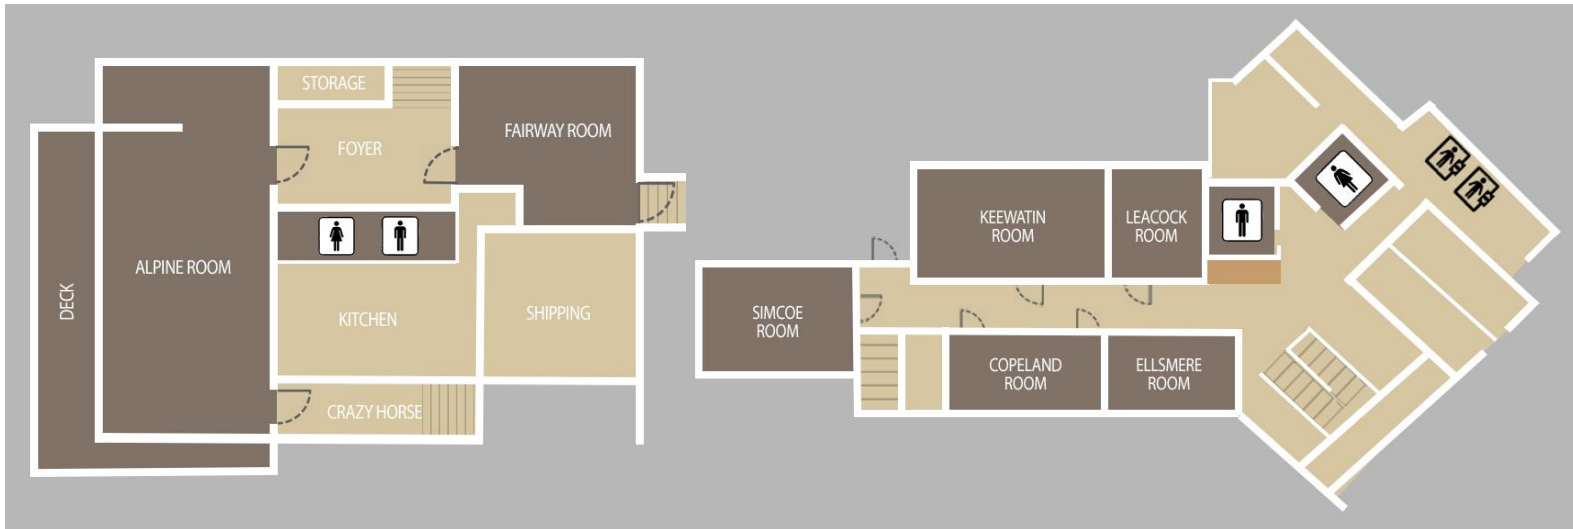 STORAGE
FOYER
FAIRWAY ROOM
ALPINE ROOM
DECK
KITCHEN
SHIPPING
CRAZY HORSE
KEEWATIN
ROOM
LEACOCK
ROOM
SIMCOE
ROOM
COPELAND
ROOM
ELLSMERE
ROOM